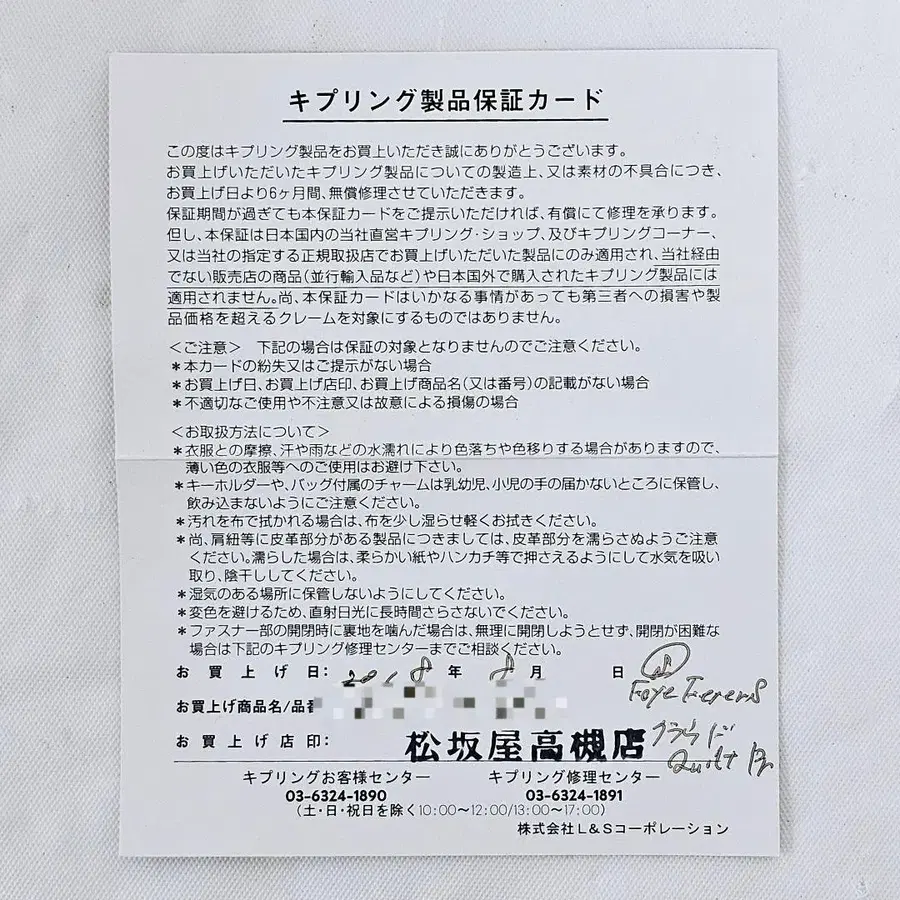 キプリング製品保証カード
この度はキプリング製品をお買上いただき誠にありがとうございます。
お買上げいただいたキプリング製品についての製造上、又は素材の不具合につき、
お買上げ日より6ヶ月間、無償修理させていただきます。
保証期間が過ぎても本保証カードをご提示いただければ、有償にて修理を承ります。
但し、本保証は日本国内の当社直営キプリング・ショップ、及びキプリングコーナー、
又は当社の指定する正規取扱店でお買上げいただいた製品にのみ適用され、当社経由
でない販売店の商品(並行輸入品など)や日本国外で購入されたキプリング製品には
適用されません。尚、本保証カードはいかなる事情があっても第三者への損害や製
品価格を超えるクレームを対象にするものではありません。
<ご注意> 下記の場合は保証の対象となりませんのでご注意ください。
*本カードの紛失又はご提示がない場合
*お買上げ日、お買上げ店印、お買上げ商品名(又は番号)の記載がない場合
*不適切なご使用や不注意又は故意による損傷の場合
<お取扱方法について>
*衣服との摩擦、汗や雨などの水濡れにより色落ちや色移りする場合がありますので、
薄い色の衣服等へのご使用はお避け下さい。
*キーホルダーや、バッグ付属のチャームは乳幼児、小児の手の届かないところに保管し、
飲み込まないようにご注意ください。
*汚れを布で拭かれる場合は、布を少し湿らせ軽くお拭きください。
*尚、肩紐等に皮革部分がある製品につきましては、皮革部分を濡らさぬようご注意
ください。濡らした場合は、柔らかい紙やハンカチ等で押さえるようにして水気を吸い
取り、陰干ししてください。
*湿気のある場所に保管しないようにしてください。
*変色を避けるため、直射日光に長時間さらさないでください。
*ファスナー部の開閉時に裏地を噛んだ場合は、無理に開閉しようとせず、開閉が困難な
場合は下記のキプリング修理センターまでご相談ください。
お買上げ日: 2018年 8月 日
お買上げ商品名/品番
お買上げ店印: 松坂屋高槻店
Quilt
キプリングお客様センター キプリング修理センター
03-6324-1890 03-6324-1891
(土・日・祝日を除く10:00〜12:00/13:00〜17:00)
株式会社L&Sコーポレーション